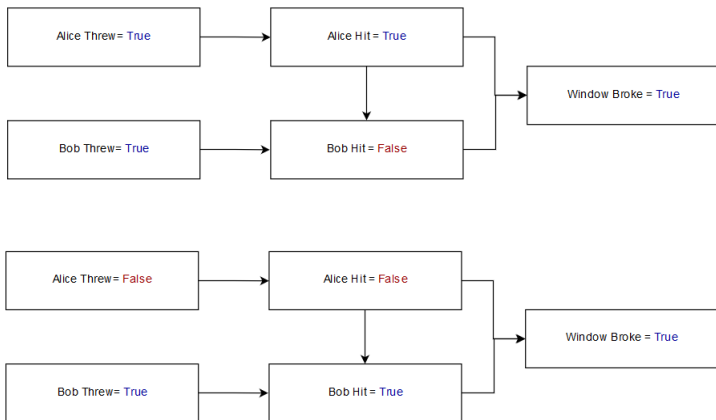 Alice Threw= True
Alice Hit = True
Window Broke = True
Bob Threw= True
Bob Hit = False
Alice Threw= False
Alice Hit = False
Window Broke = True
Bob Threw= True
Bob Hit = True